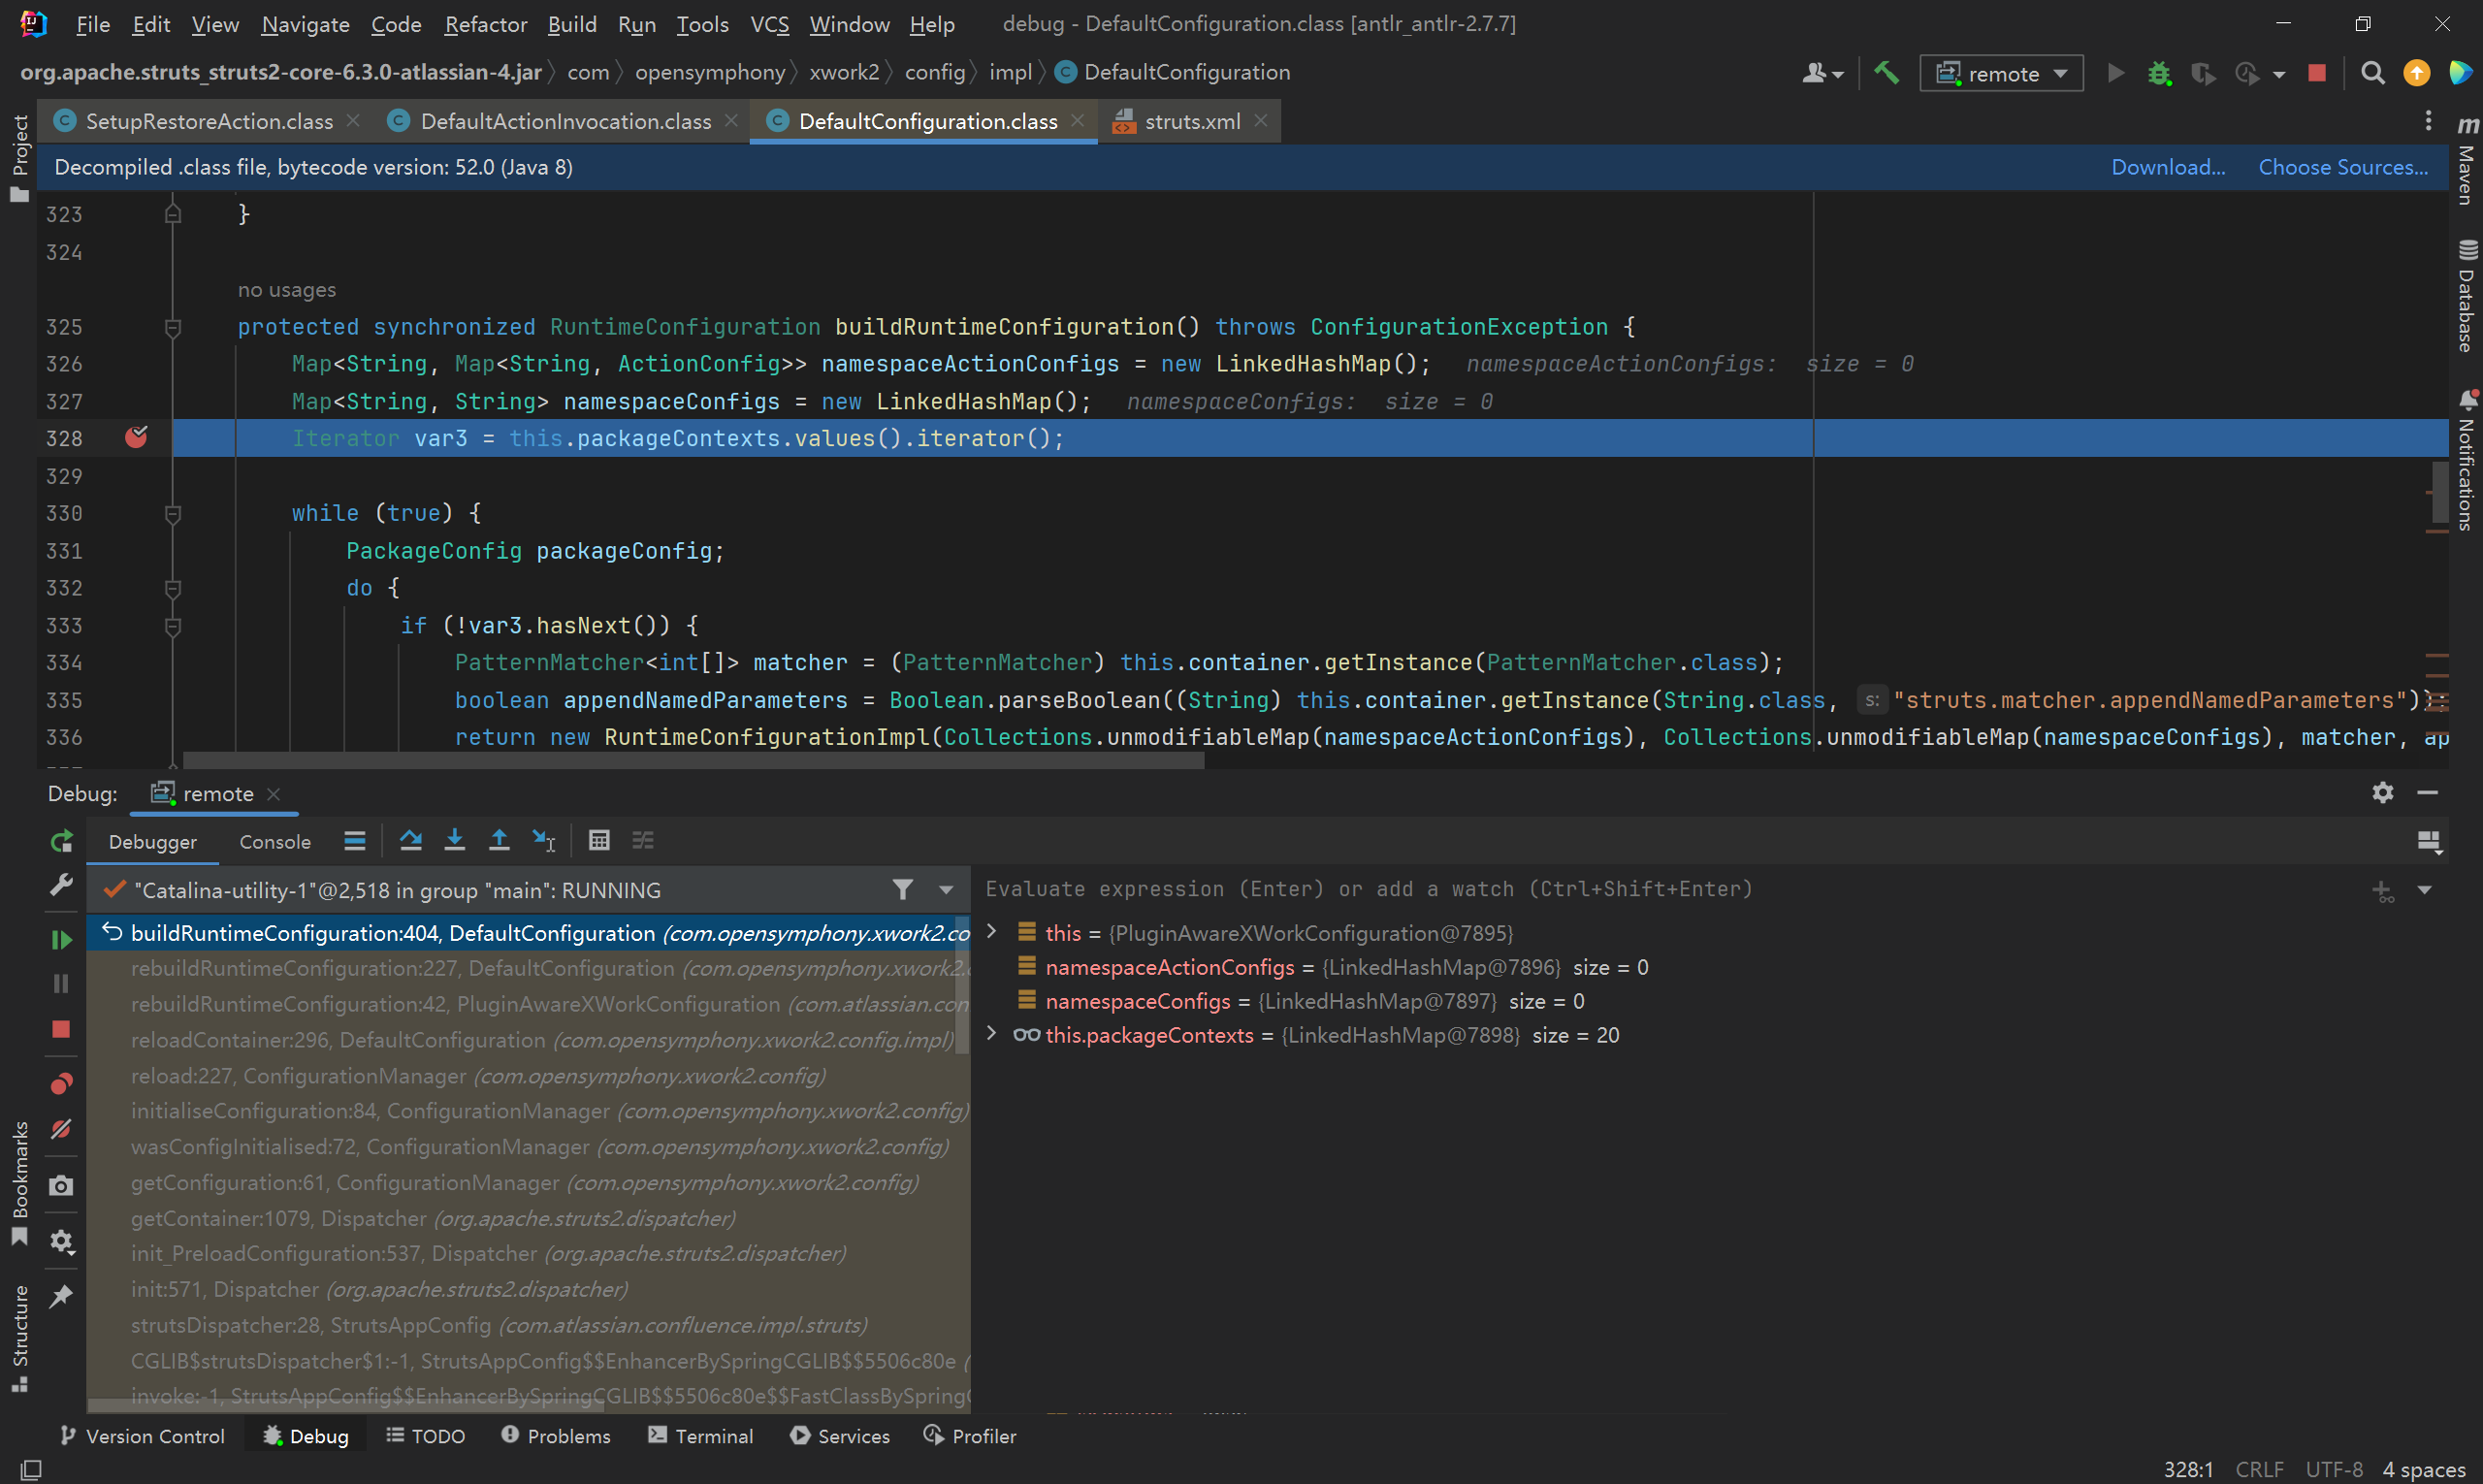 File Edit View Navigate Code Refactor Build Run Tools VCS Window Help debug - DefaultConfiguration.class [antlr_antlr-2.7.7]
org.apache.struts_struts2-core-6.3.0-atlassian-4.jar com opensymphony xwork2 config impl DefaultConfiguration remote
SetupRestoreAction.class DefaultActionInvocation.class DefaultConfiguration.class struts.xml
Decompiled .class file, bytecode version: 52.0 (Java 8) Download... Choose Sources...
323 }
324
no usages
325 protected synchronized RuntimeConfiguration buildRuntimeConfiguration() throws ConfigurationException {
326 Map<String, Map<String, ActionConfig>> namespaceActionConfigs = new LinkedHashMap(); namespaceActionConfigs: size = 0
327 Map<String, String> namespaceConfigs = new LinkedHashMap(); namespaceConfigs: size = 0
328 Iterator var3 = this.packageContexts.values().iterator();
329
330 while (true) {
331 PackageConfig packageConfig;
332 do {
333 if (!var3.hasNext()) {
334 PatternMatcher<int[]> matcher = (PatternMatcher) this.container.getInstance(PatternMatcher.class);
335 boolean appendNamedParameters = Boolean.parseBoolean((String) this.container.getInstance(String.class, s: "struts.matcher.appendNamedParameters"));
336 return new RuntimeConfigurationImpl(Collections.unmodifiableMap(namespaceActionConfigs), Collections.unmodifiableMap(namespaceConfigs), matcher, ap
Project
Bookmarks
Structure
Maven
Database
Notifications
Debug: remote
Debugger Console
"Catalina-utility-1"@2,518 in group "main": RUNNING
buildRuntimeConfiguration:404, DefaultConfiguration (com.opensymphony.xwork2.co
rebuildRuntimeConfiguration:227, DefaultConfiguration (com.opensymphony.xwork2.
rebuildRuntimeConfiguration:42, PluginAwareXWorkConfiguration (com.atlassian.con
reloadContainer:296, DefaultConfiguration (com.opensymphony.xwork2.config.impl)
reload:227, ConfigurationManager (com.opensymphony.xwork2.config)
initialiseConfiguration:84, ConfigurationManager (com.opensymphony.xwork2.config)
wasConfigInitialised:72, ConfigurationManager (com.opensymphony.xwork2.config)
getConfiguration:61, ConfigurationManager (com.opensymphony.xwork2.config)
getContainer:1079, Dispatcher (org.apache.struts2.dispatcher)
init_PreloadConfiguration:537, Dispatcher (org.apache.struts2.dispatcher)
init:571, Dispatcher (org.apache.struts2.dispatcher)
strutsDispatcher:28, StrutsAppConfig (com.atlassian.confluence.impl.struts)
CGLIB$strutsDispatcher$1:-1, StrutsAppConfig$$EnhancerBySpringCGLIB$$5506c80e (
invoke:-1, StrutsAppConfig$$EnhancerBySpringCGLIB$$5506c80e$$FastClassBySpringC
Evaluate expression (Enter) or add a watch (Ctrl+Shift+Enter)
this = {PluginAwareXWorkConfiguration@7895}
namespaceActionConfigs = {LinkedHashMap@7896} size = 0
namespaceConfigs = {LinkedHashMap@7897} size = 0
this.packageContexts = {LinkedHashMap@7898} size = 20
Version Control Debug TODO Problems Terminal Services Profiler
328:1 CRLF UTF-8 4 spaces